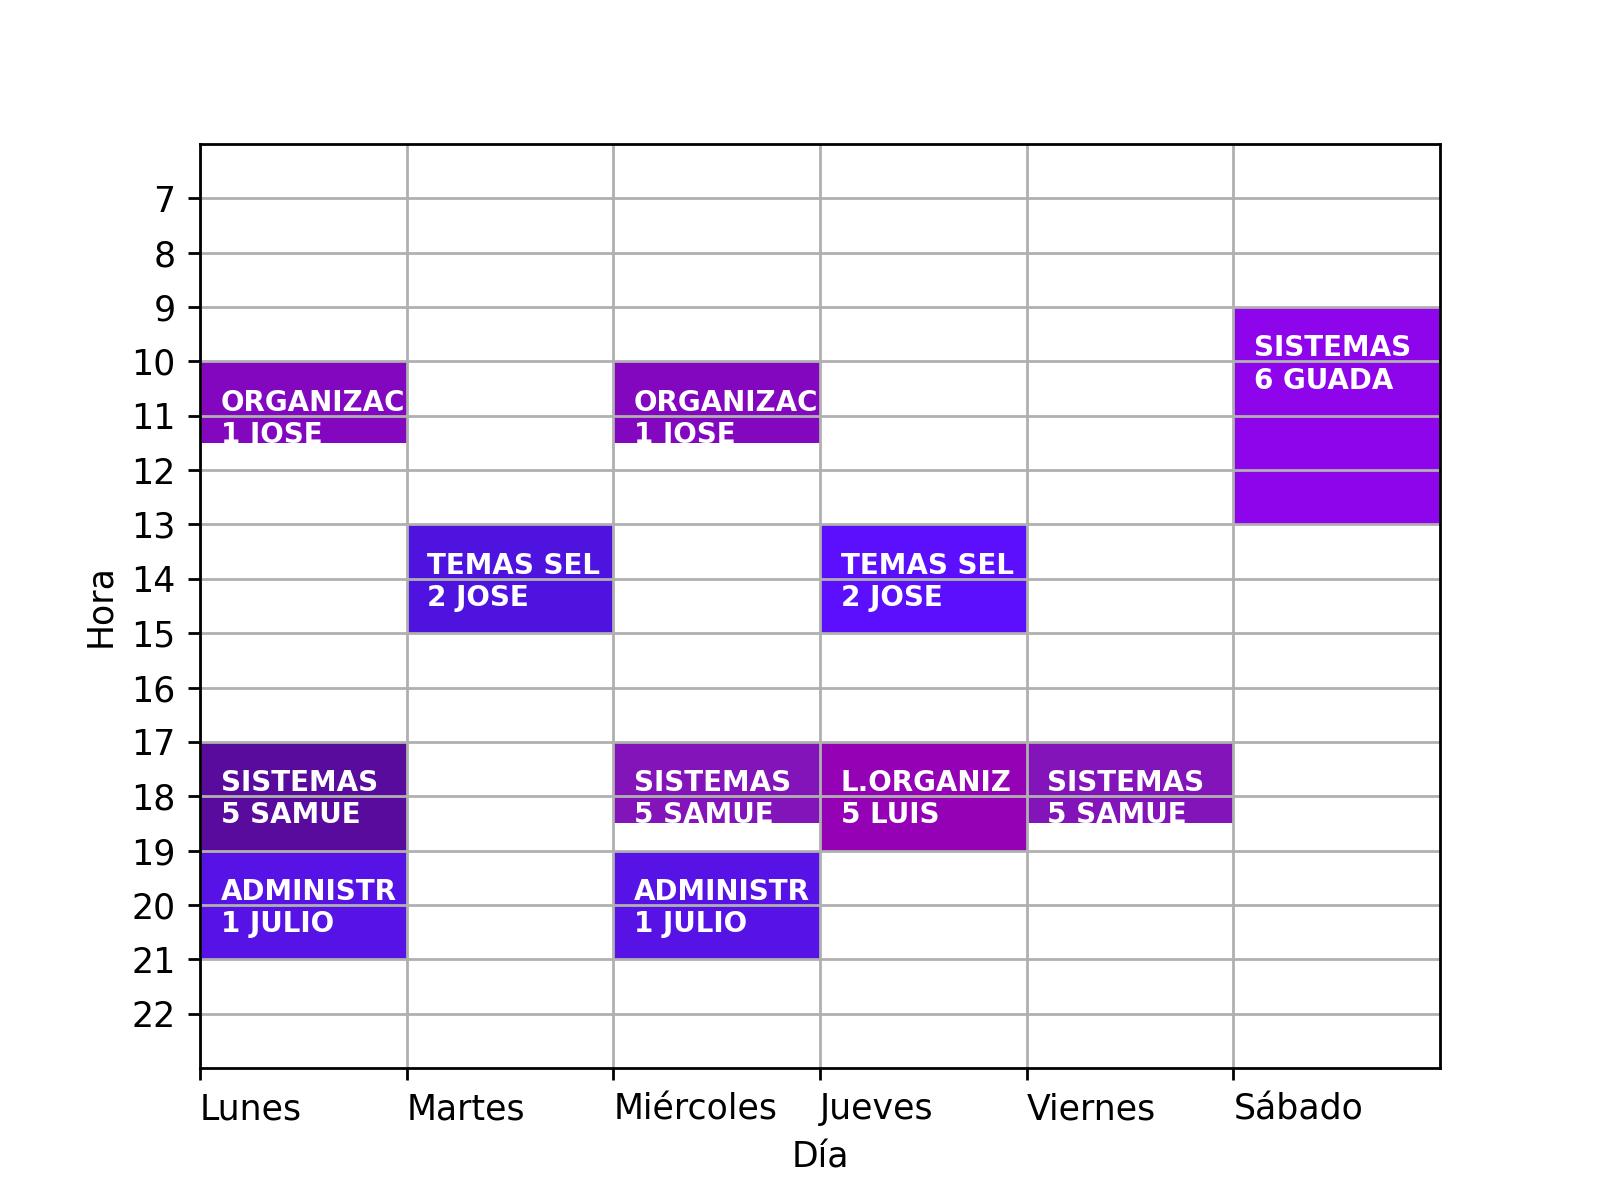 7
8
9
10
11
12
13
14
15
16
17
18
19
20
21
22
Hora
ORGANIZAC
1 JOSE
SISTEMAS
5 SAMUE
ADMINISTR
1 JULIO
TEMAS SEL
2 JOSE
ORGANIZAC
1 JOSE
SISTEMAS
5 SAMUE
ADMINISTR
1 JULIO
TEMAS SEL
2 JOSE
L.ORGANIZ
5 LUIS
SISTEMAS
5 SAMUE
SISTEMAS
6 GUADA
Lunes
Martes
Miércoles
Jueves
Viernes
Sábado
Día